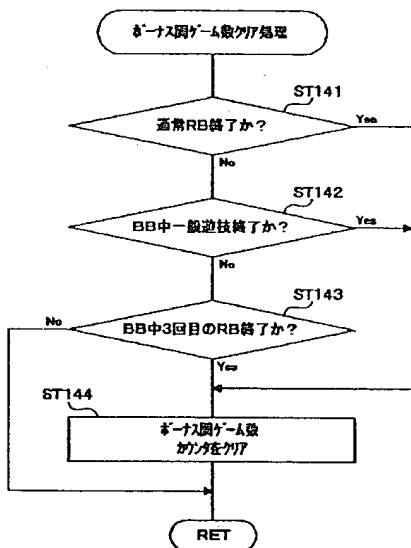 ﾎﾞｰﾅｽ間ｹﾞｰﾑ数ｸﾘｱ処理
ST141
通常RB終了か?
Yes
No
ST142
BB中一般遊技終了か?
Yes
No
ST143
BB中3回目のRB終了か?
No
Yes
ST144
ﾎﾞｰﾅｽ間ｹﾞｰﾑ数
ｶｳﾝﾀをｸﾘｱ
RET